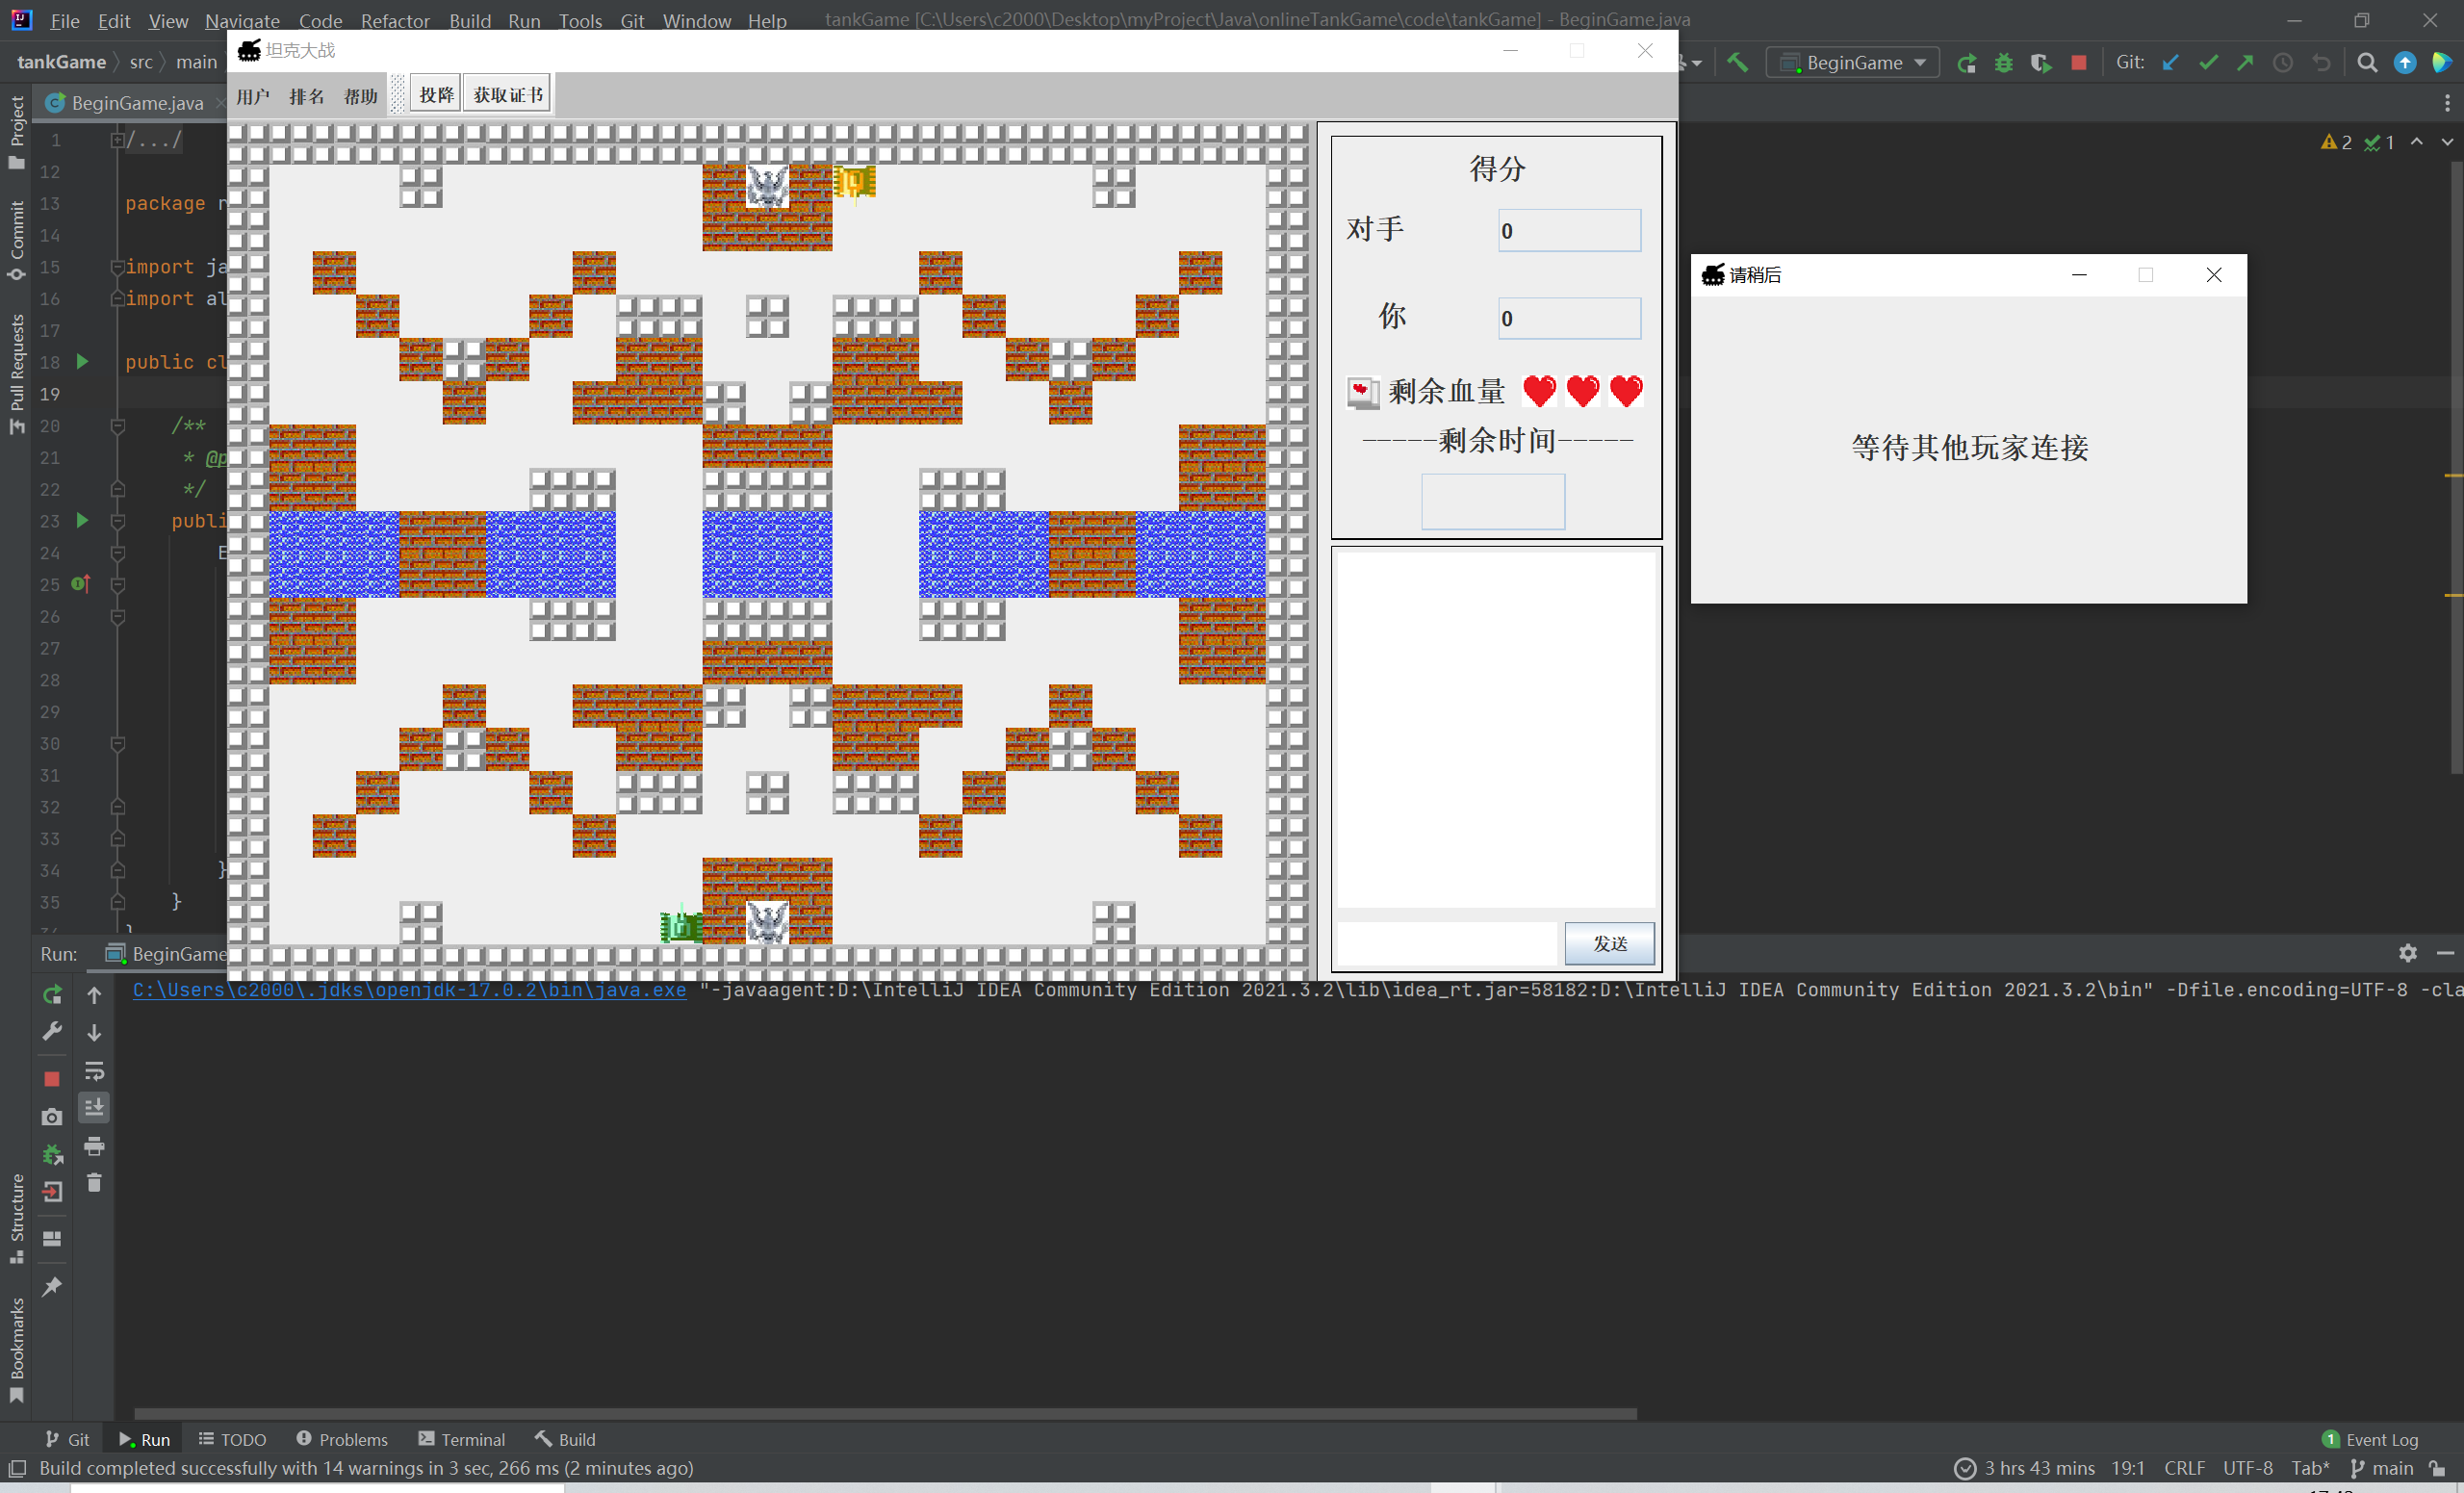 File Edit View Navigate Code Refactor Build Run Tools Git Window Help tankGame [C:\Users\c2000\Desktop\myProject\Java\onlineTankGame\code\tankGame] - BeginGame.java
tankGame src main
BeginGame Git:
BeginGame.java
坦克大战
用户 排名 帮助 投降 获取证书
得分
对手 0
你 0
剩余血量
-----剩余时间-----
发送
请稍后
等待其他玩家连接
2 1
Project
Commit
Pull Requests
Structure
Bookmarks
1 /.../
12
13 package
14
15 import ja
16 import al
17
18 public cl
19
20 /**
21 * @p
22 */
23 publi
24
25
26
27
28
29
30
31
32
33
34 }
35 }
}
Run: BeginGame
C:\Users\c2000\.jdks\openjdk-17.0.2\bin\java.exe "-javaagent:D:\IntelliJ IDEA Community Edition 2021.3.2\lib\idea_rt.jar=58182:D:\IntelliJ IDEA Community Edition 2021.3.2\bin" -Dfile.encoding=UTF-8 -cla
Git Run TODO Problems Terminal Build 1 Event Log
Build completed successfully with 14 warnings in 3 sec, 266 ms (2 minutes ago) 3 hrs 43 mins 19:1 CRLF UTF-8 Tab* main